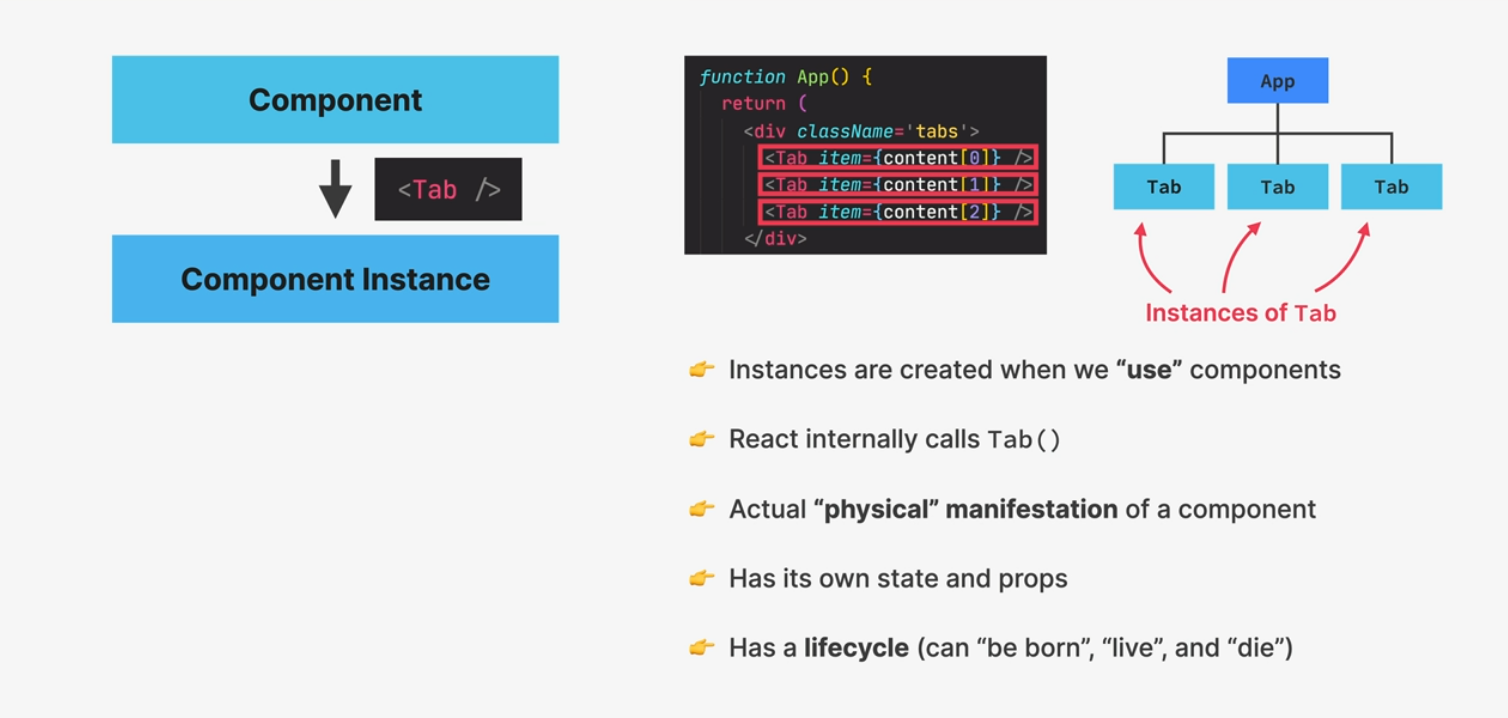 Component
<Tab />
Component Instance
function App() {
return (
<div className='tabs'>
<Tab item={content[0]} />
<Tab item={content[1]} />
<Tab item={content[2]} />
</div>
App
Tab Tab Tab
Instances of Tab
👉 Instances are created when we “use” components
👉 React internally calls Tab()
👉 Actual “physical” manifestation of a component
👉 Has its own state and props
👉 Has a lifecycle (can “be born”, “live”, and “die”)